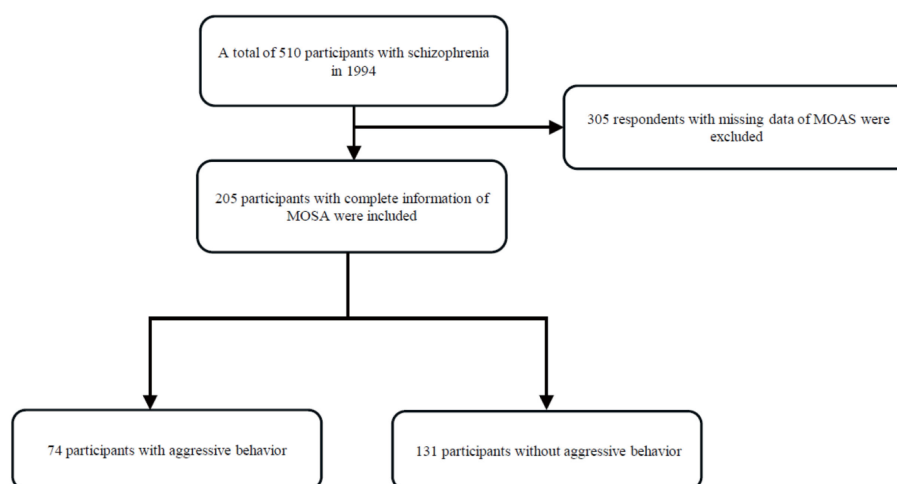 A total of 510 participants with schizophrenia
in 1994
305 respondents with missing data of MOAS were
excluded
205 participants with complete information of
MOSA were included
74 participants with aggressive behavior
131 participants without aggressive behavior